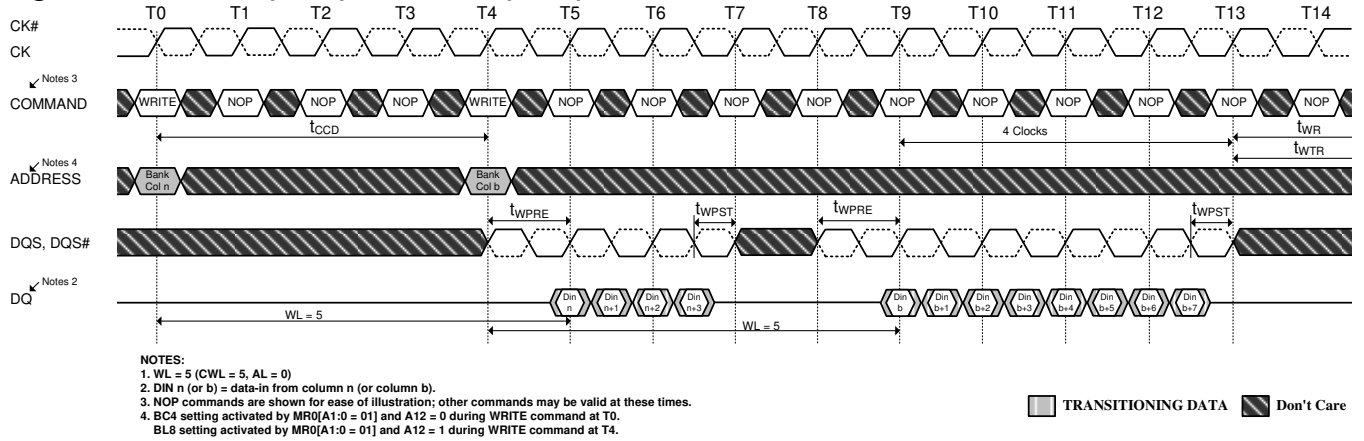 T0 T1 T2 T3 T4 T5 T6 T7 T8 T9 T10 T11 T12 T13 T14
CK#
CK
Notes 3
COMMAND
WRITE NOP NOP NOP WRITE NOP NOP NOP NOP NOP NOP NOP NOP NOP NOP
tCCD
4 Clocks
tWR
tWTR
Notes 4
ADDRESS
Bank Col n
Bank Col b
tWPRE
tWPST
tWPRE
tWPST
DQS, DQS#
Notes 2
DQ
Din n
Din n+1
Din n+2
Din n+3
Din b
Din b+1
Din b+2
Din b+3
Din b+4
Din b+5
Din b+6
Din b+7
WL = 5
WL = 5
NOTES:
1. WL = 5 (CWL = 5, AL = 0)
2. DIN n (or b) = data-in from column n (or column b).
3. NOP commands are shown for ease of illustration; other commands may be valid at these times.
4. BC4 setting activated by MR0[A1:0 = 01] and A12 = 0 during WRITE command at T0.
BL8 setting activated by MR0[A1:0 = 01] and A12 = 1 during WRITE command at T4.
TRANSITIONING DATA
Don't Care